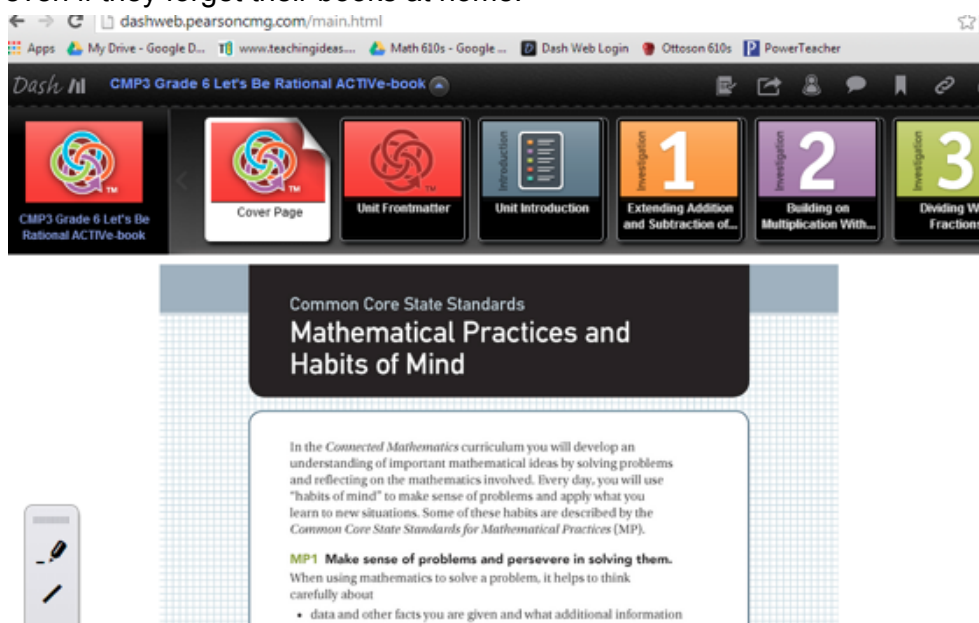 even if they forget their books at home.
dashweb.pearsoncmg.com/main.html
Apps My Drive - Google D... www.teachingideas.... Math 610s - Google ... Dash Web Login Ottoson 610s PowerTeacher
Dash CMP3 Grade 6 Let's Be Rational ACTIVe-book
CMP3 Grade 6 Let's Be
Rational ACTIVe-book
Cover Page
Unit Frontmatter
Introduction
Unit Introduction
Investigation
1
Extending Addition
and Subtraction of...
Investigation
2
Building on
Multiplication With...
Investigation
3
Dividing W
Fractions
Common Core State Standards
Mathematical Practices and
Habits of Mind
In the Connected Mathematics curriculum you will develop an
understanding of important mathematical ideas by solving problems
and reflecting on the mathematics involved. Every day, you will use
"habits of mind" to make sense of problems and apply what you
learn to new situations. Some of these habits are described by the
Common Core State Standards for Mathematical Practices (MP).
MP1 Make sense of problems and persevere in solving them.
When using mathematics to solve a problem, it helps to think
carefully about
• data and other facts you are given and what additional information